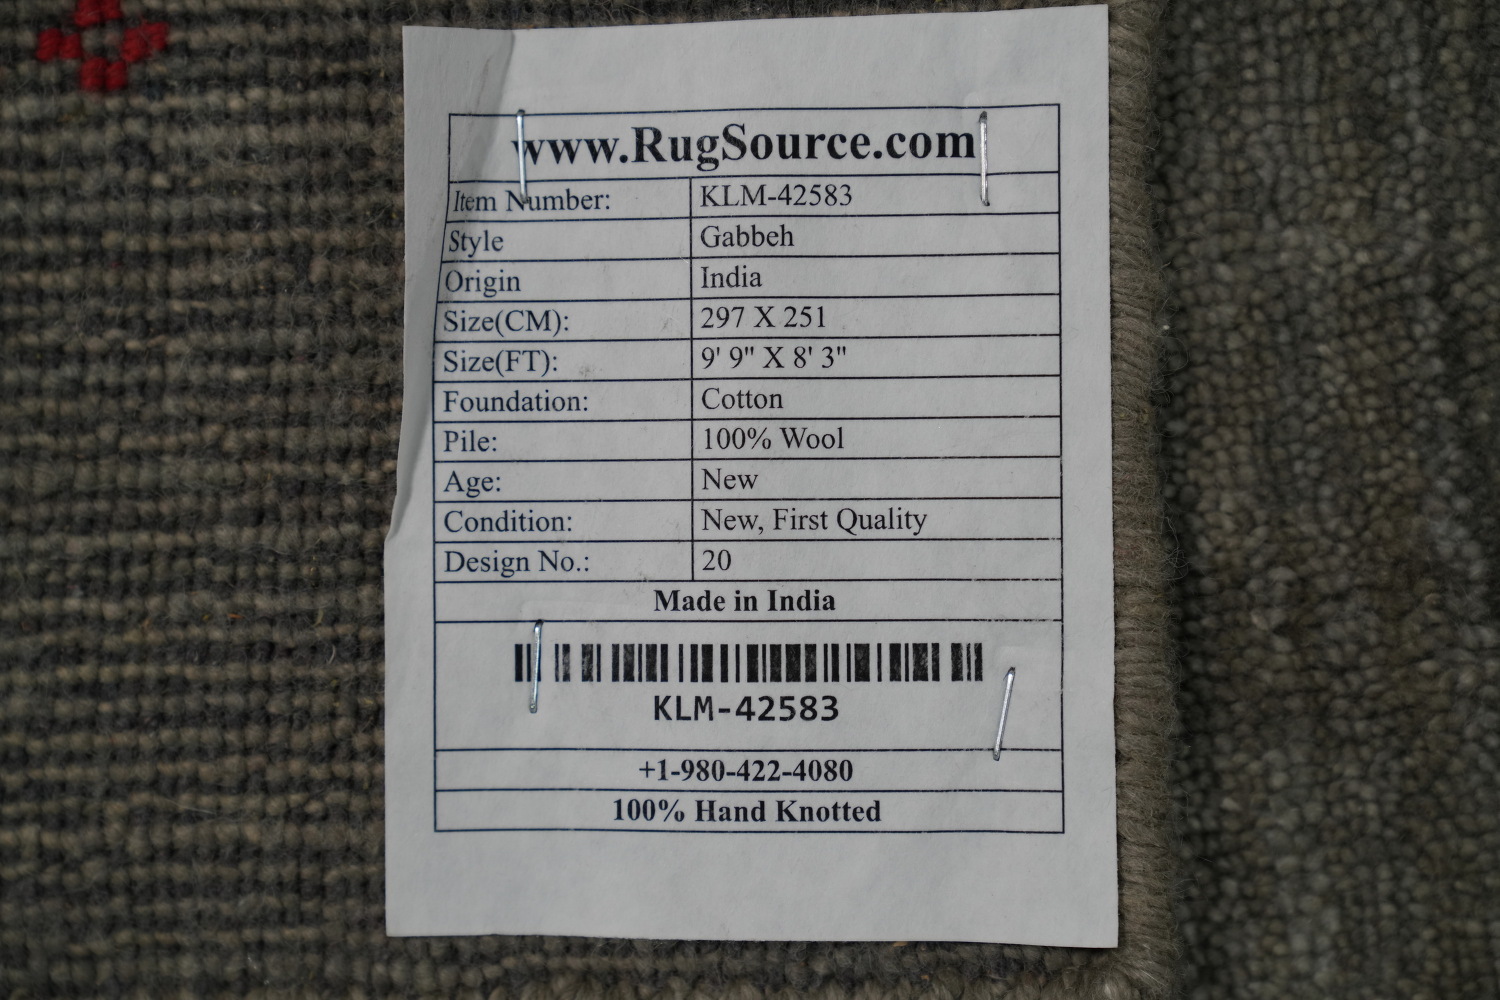 www.RugSource.com
Item Number: KLM-42583
Style Gabbeh
Origin India
Size(CM): 297 X 251
Size(FT): 9' 9" X 8' 3"
Foundation: Cotton
Pile: 100% Wool
Age: New
Condition: New, First Quality
Design No.: 20
Made in India
KLM-42583
+1-980-422-4080
100% Hand Knotted